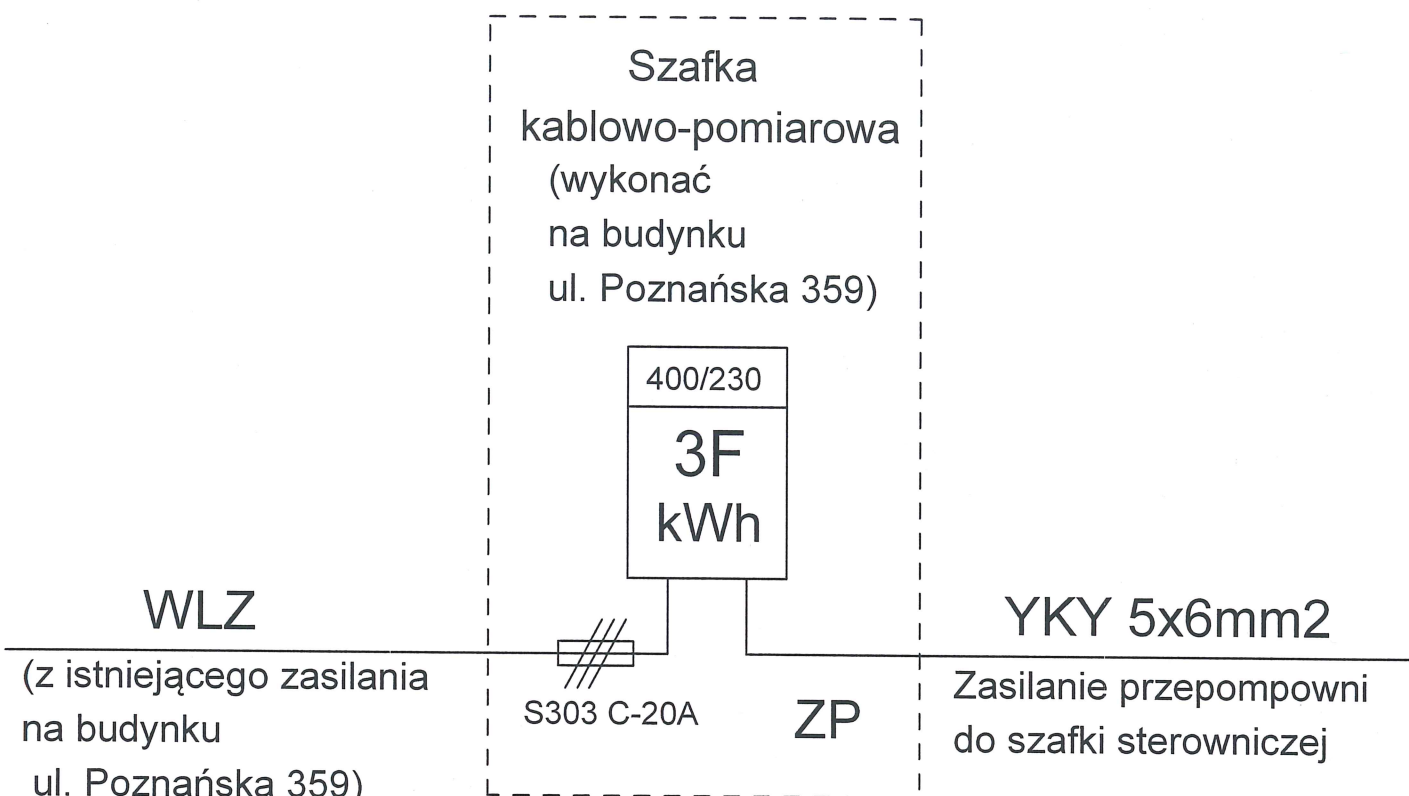 Szafka
kablowo-pomiarowa
(wykonać
na budynku
ul. Poznańska 359)
400/230
3F
kWh
WLZ
(z istniejącego zasilania
na budynku
ul. Poznańska 359)
S303 C-20A
ZP
YKY 5x6mm2
Zasilanie przepompowni
do szafki sterowniczej